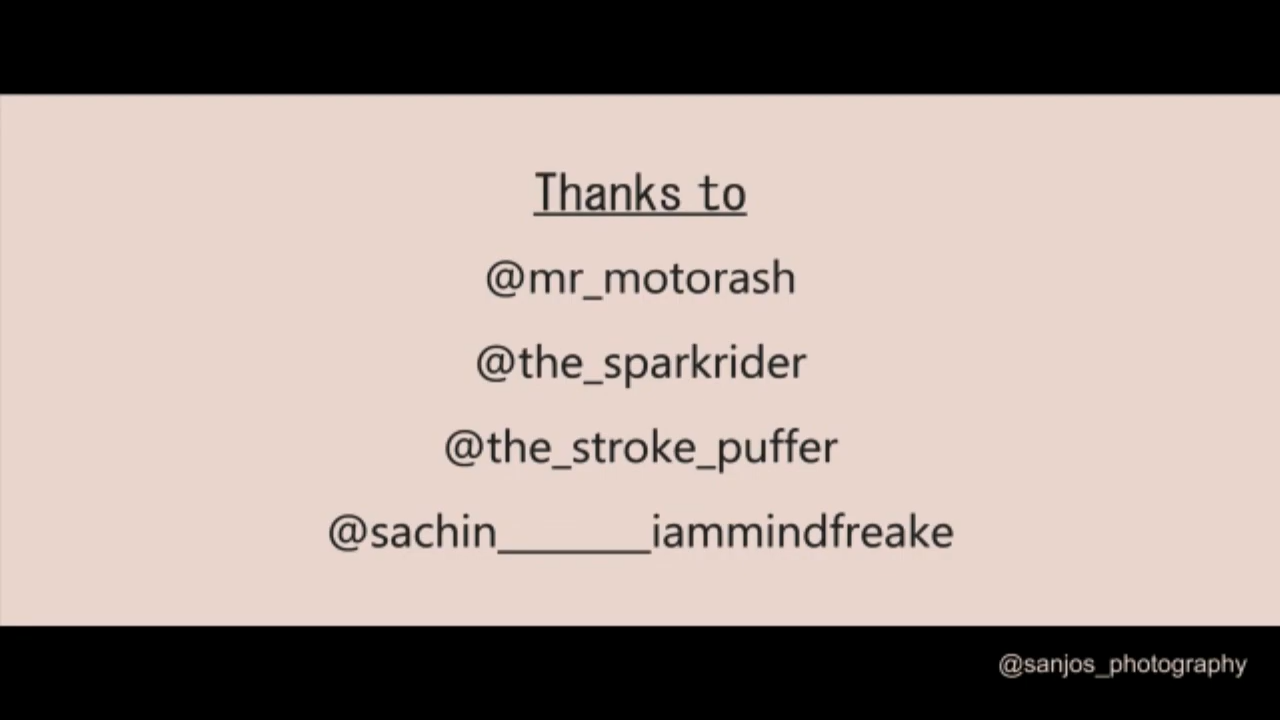 Thanks to
@mr_motorash
@the_sparkrider
@the_stroke_puffer
@sachin________iammindfreake
@sanjos_photography